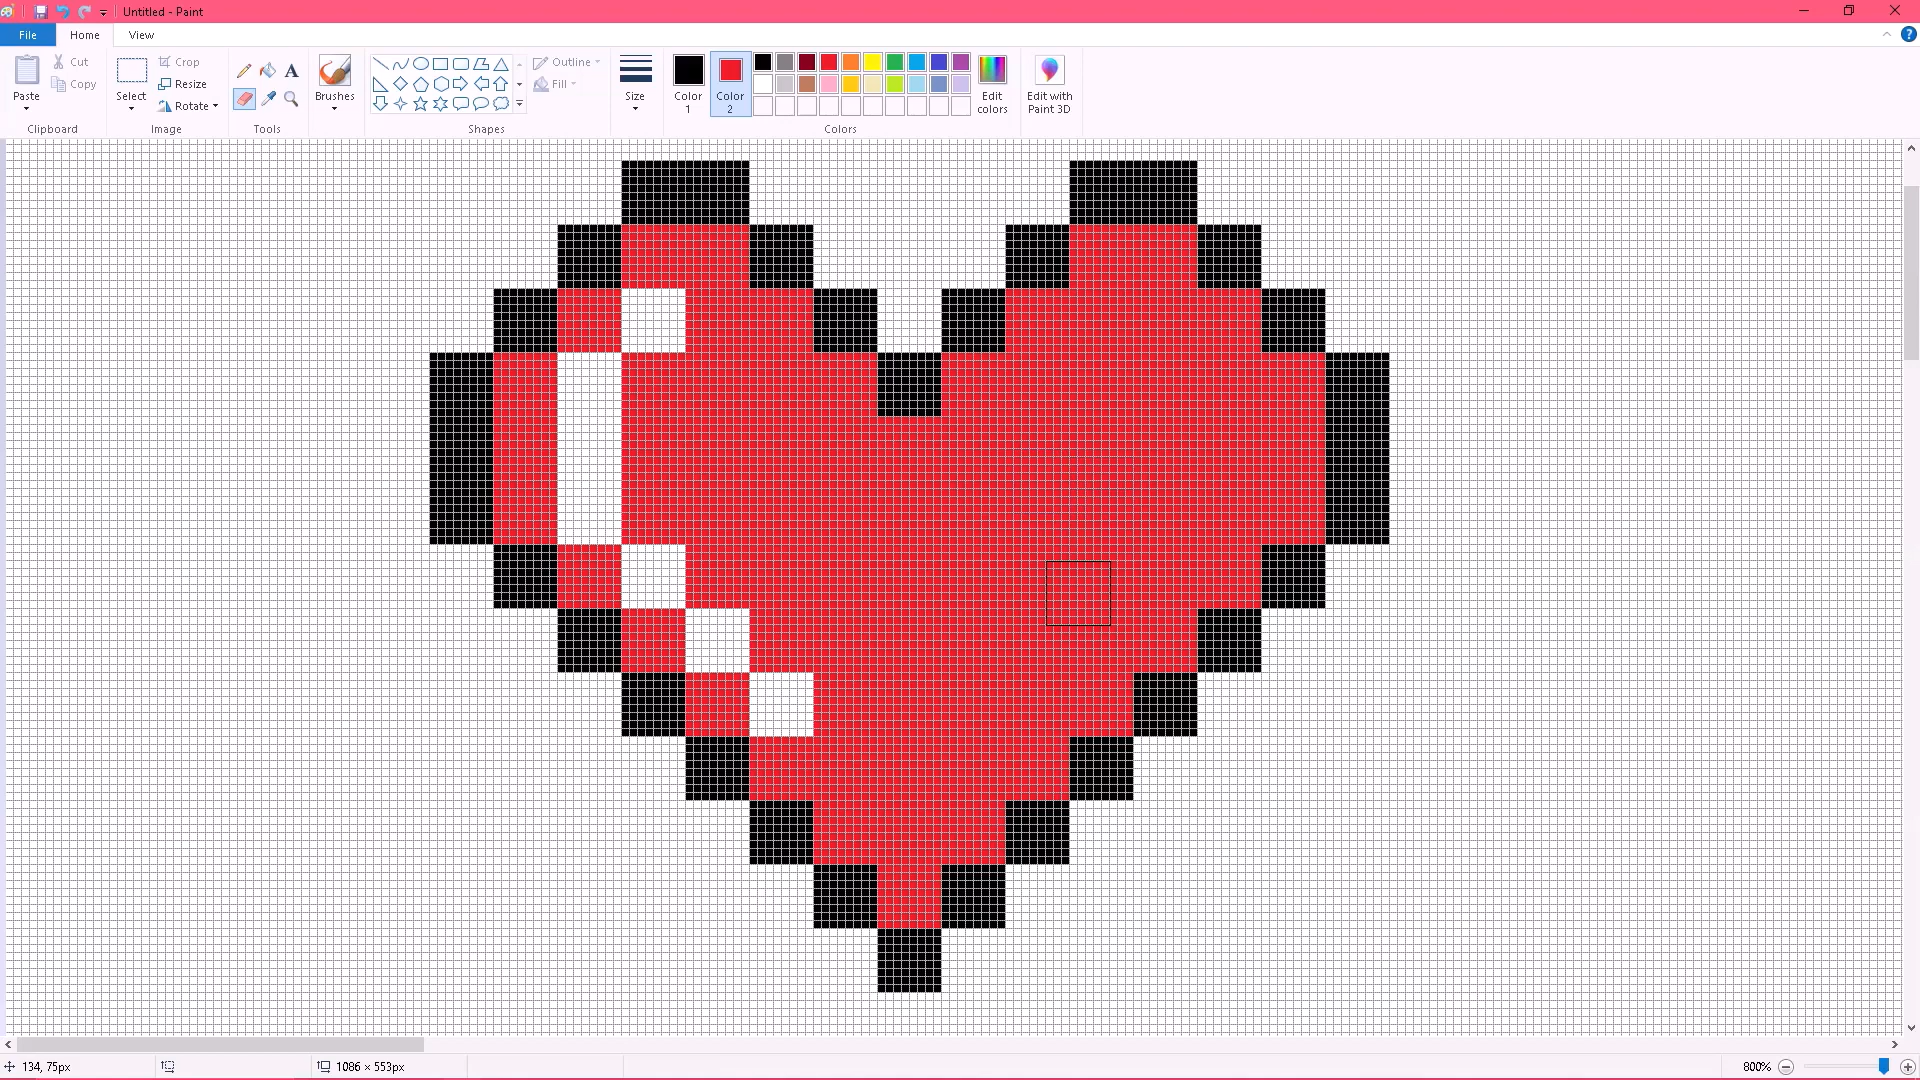 Untitled - Paint
File Home View
Paste
Cut
Copy
Clipboard
Select
Crop
Resize
Rotate
Image
A
Tools
Brushes
Shapes
Outline
Fill
Size
Color 1
Color 2
Colors
Edit colors
Edit with Paint 3D
134, 75px
1086 × 553px
800%